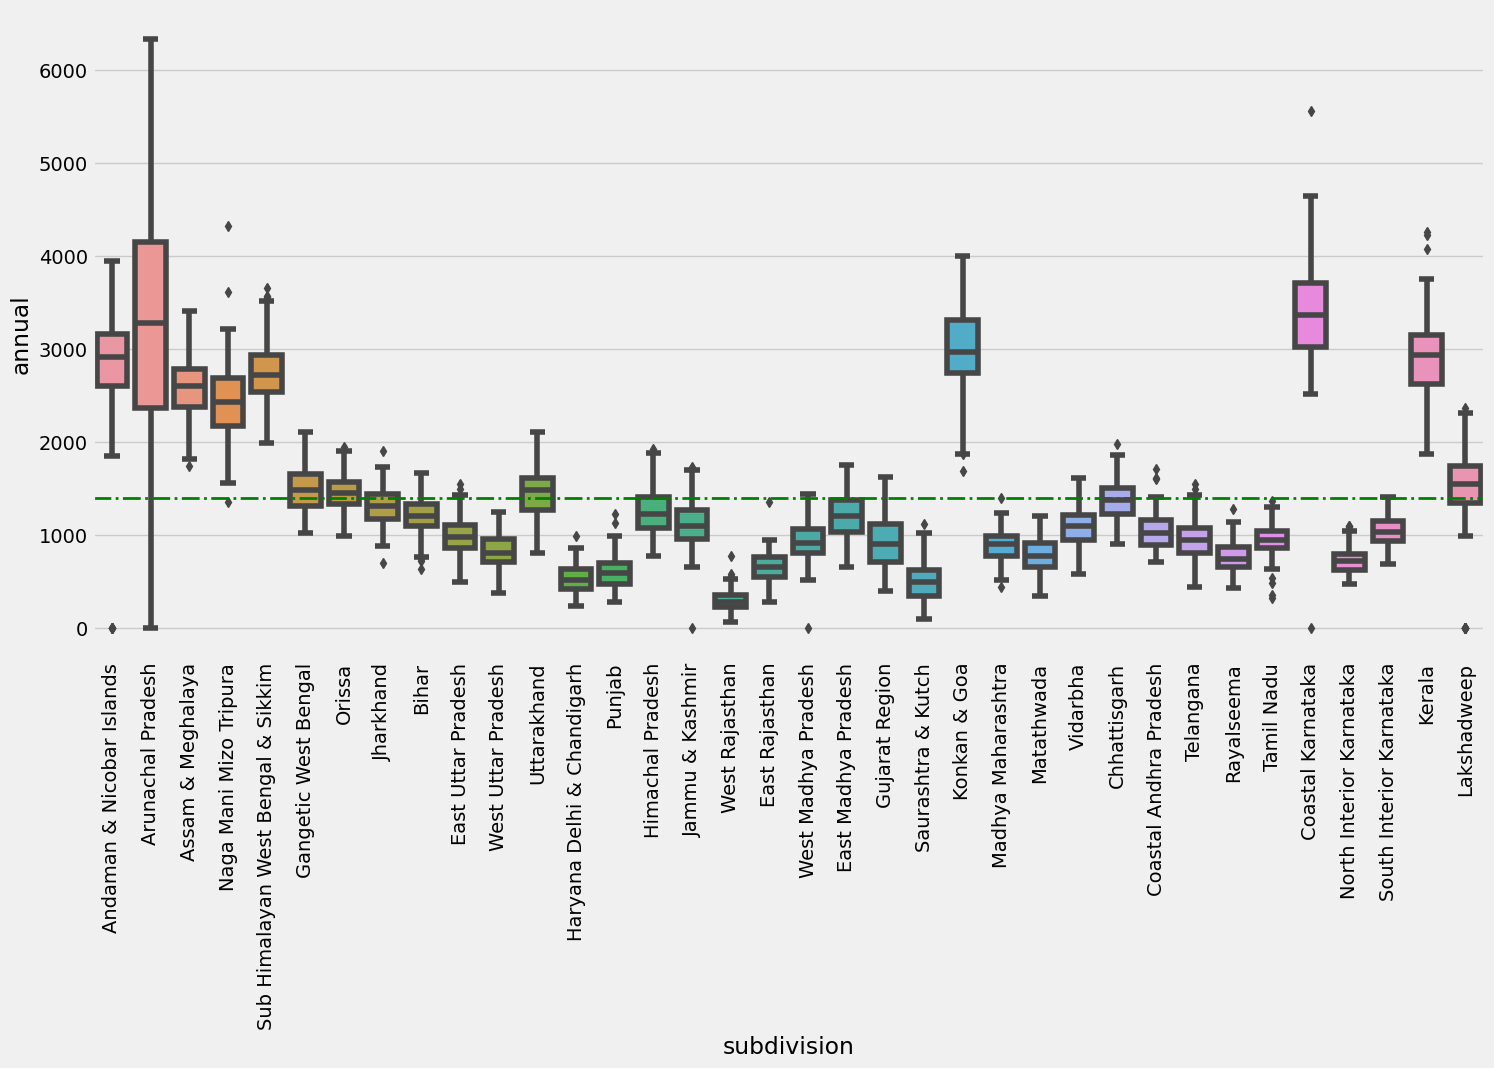 6000
5000
4000
3000
2000
1000
0
annual
Andaman & Nicobar Islands
Arunachal Pradesh
Assam & Meghalaya
Naga Mani Mizo Tripura
Sub Himalayan West Bengal & Sikkim
Gangetic West Bengal
Orissa
Jharkhand
Bihar
East Uttar Pradesh
West Uttar Pradesh
Uttarakhand
Haryana Delhi & Chandigarh
Punjab
Himachal Pradesh
Jammu & Kashmir
West Rajasthan
East Rajasthan
West Madhya Pradesh
East Madhya Pradesh
Gujarat Region
Saurashtra & Kutch
Konkan & Goa
Madhya Maharashtra
Matathwada
Vidarbha
Chhattisgarh
Coastal Andhra Pradesh
Telangana
Rayalseema
Tamil Nadu
Coastal Karnataka
North Interior Karnataka
South Interior Karnataka
Kerala
Lakshadweep
subdivision